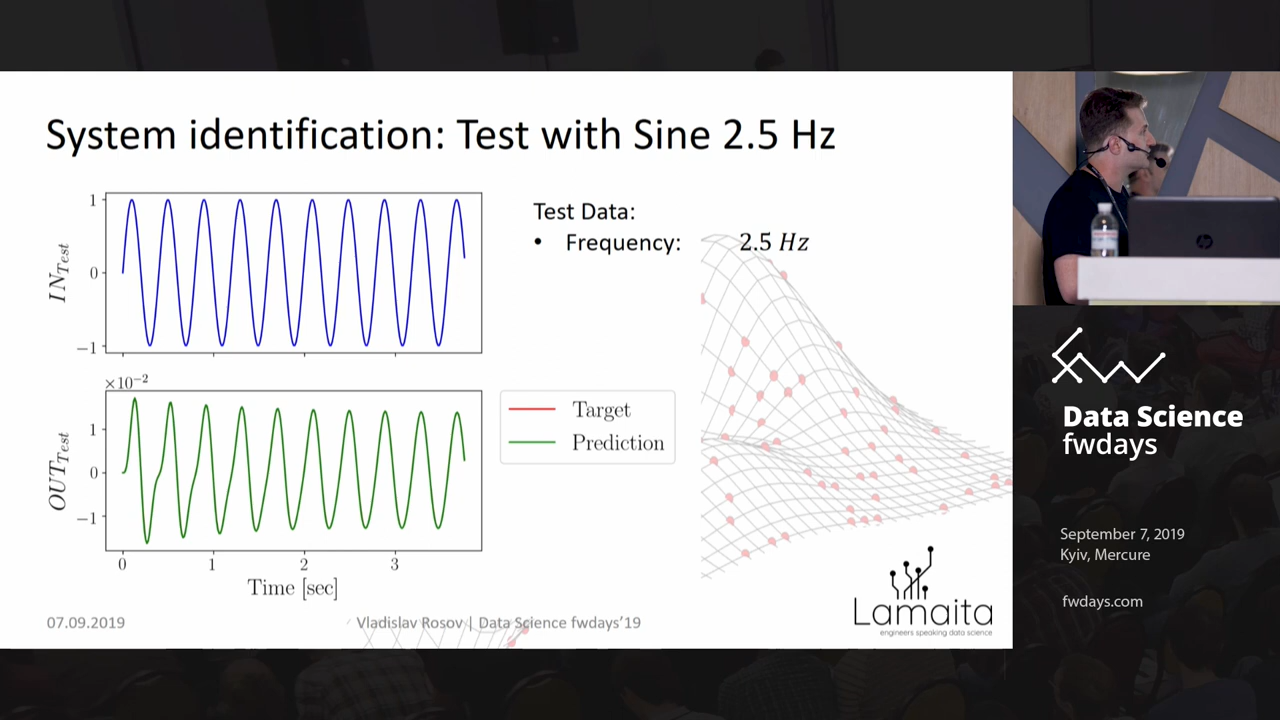 System identification: Test with Sine 2.5 Hz
1
0
−1
IN_Test
Test Data:
• Frequency: 2.5 Hz
×10⁻²
1
0
−1
OUT_Test
0 1 2 3
Time [sec]
Target
Prediction
Lamaita
engineers speaking data science
07.09.2019
Vladislav Rosov | Data Science fwdays’19
Data Science
fwdays
September 7, 2019
Kyiv, Mercure
fwdays.com
hp